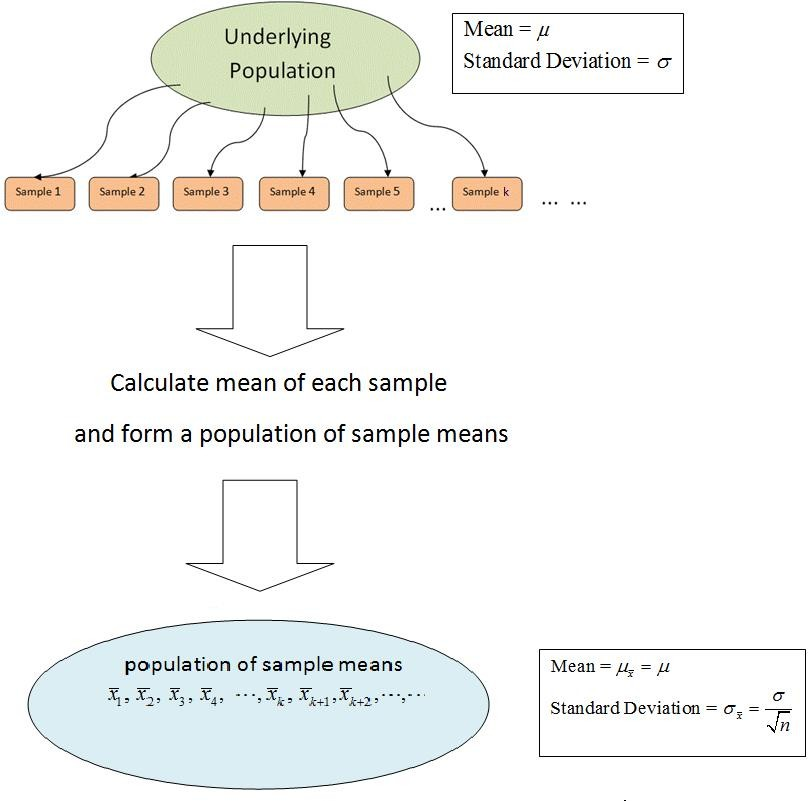 Underlying
Population
Mean = μ
Standard Deviation = σ
Sample 1 Sample 2 Sample 3 Sample 4 Sample 5 ... Sample k ... ...
Calculate mean of each sample
and form a population of sample means
population of sample means
x̄₁, x̄₂, x̄₃, x̄₄, ⋯, x̄ₖ, x̄ₖ₊₁, x̄ₖ₊₂, ⋯, ⋯
Mean = μ_x̄ = μ
Standard Deviation = σ_x̄ = σ/√n